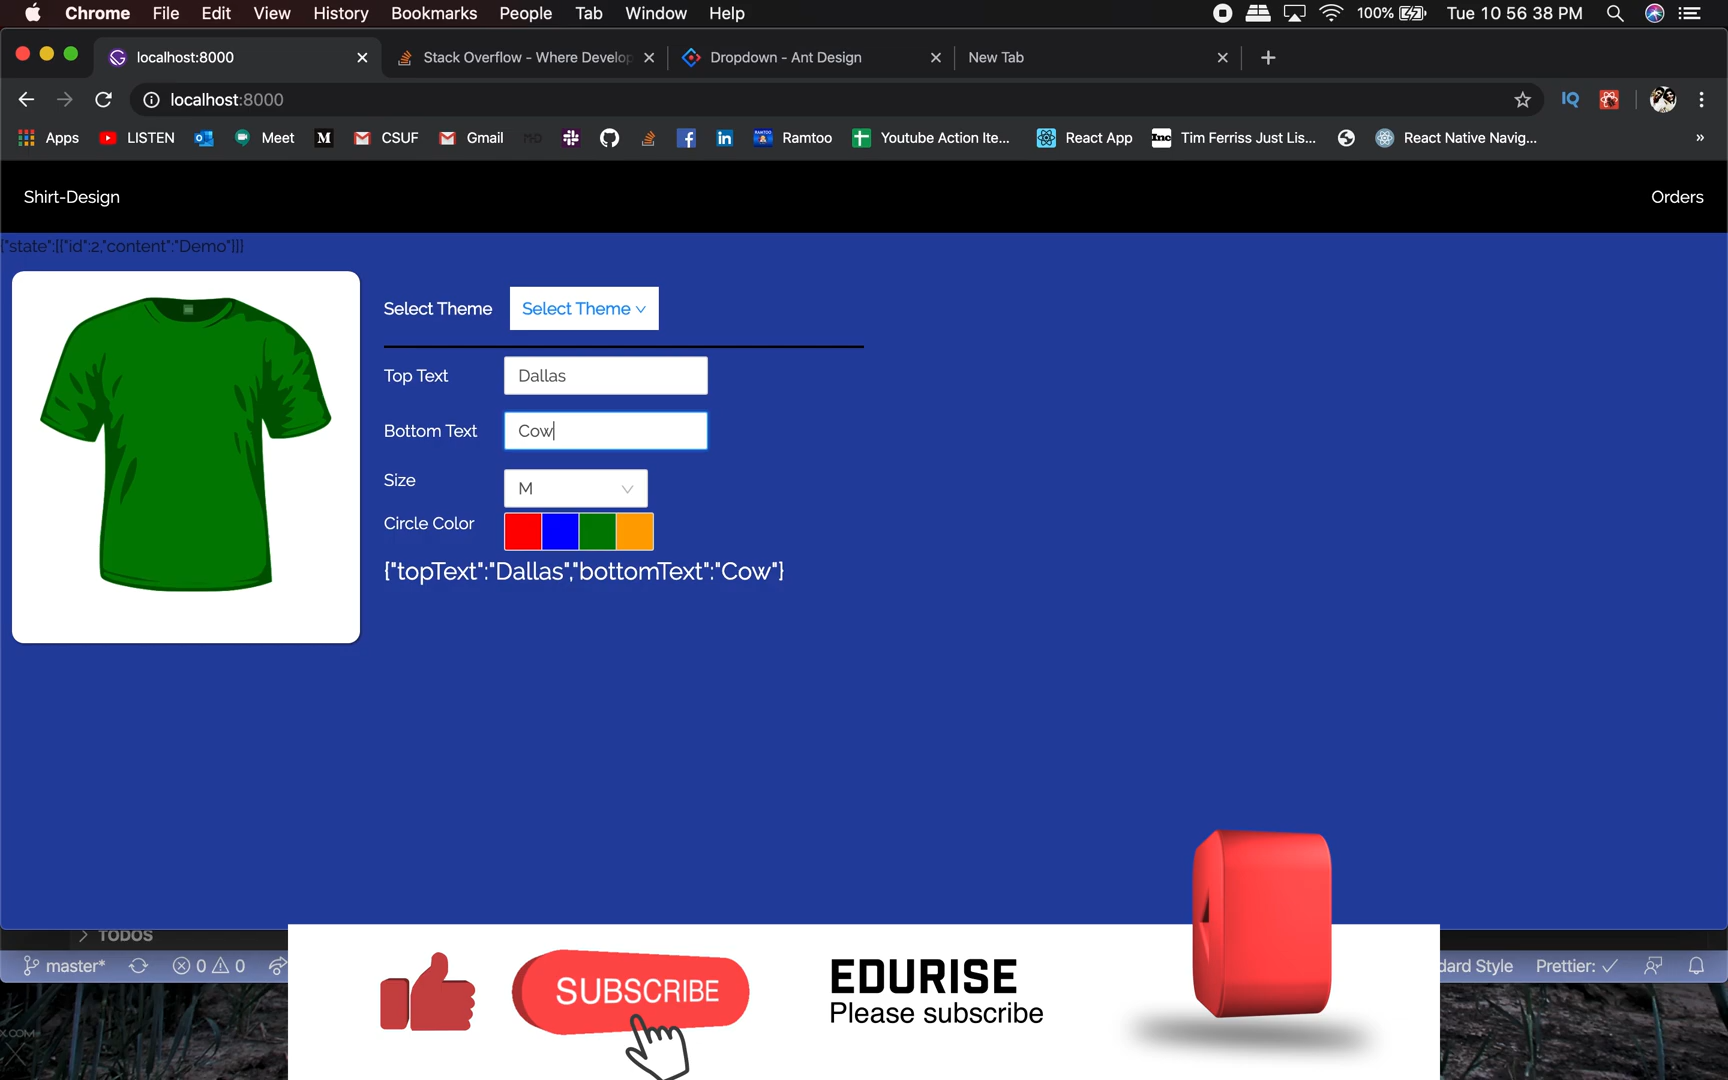 Chrome File Edit View History Bookmarks People Tab Window Help 100% Tue 10 56 38 PM
localhost:8000 Stack Overflow - Where Develop Dropdown - Ant Design New Tab
localhost:8000 IQ
Apps LISTEN Meet M CSUF Gmail Ramtoo Youtube Action Ite... React App Inc Tim Ferriss Just Lis... React Native Navig... »
Shirt-Design Orders
{"state":[{"id":2,"content":"Demo"}]}
Select Theme Select Theme
Top Text Dallas
Bottom Text Cow
Size M
Circle Color
{"topText":"Dallas","bottomText":"Cow"}
TODOS
master* 0 0 dard Style Prettier: ✓
SUBSCRIBE
EDURISE
Please subscribe
X.COM